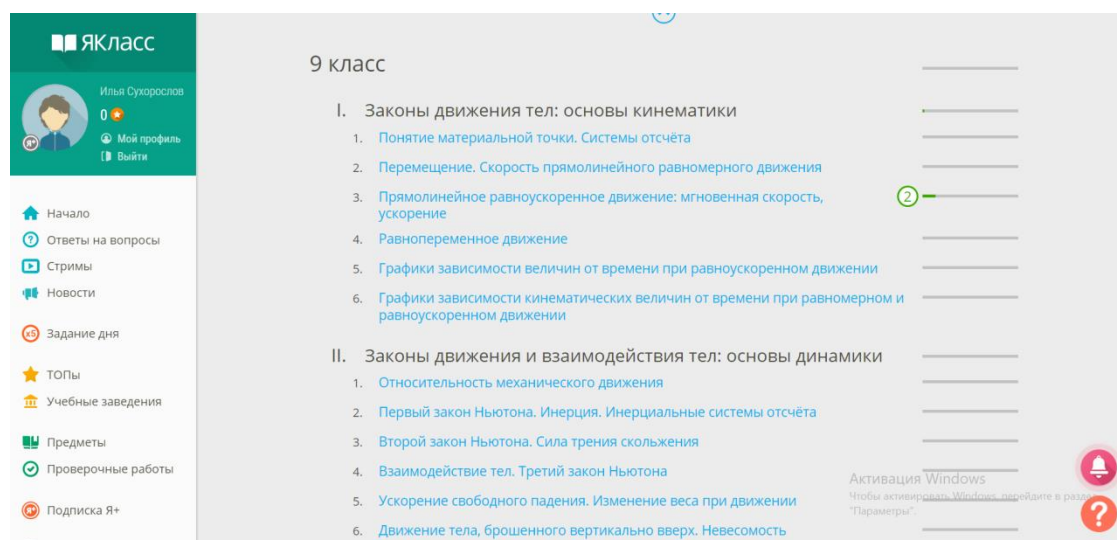 ЯКласс
Илья Сухорослов
0
Я+
Мой профиль
Выйти
Начало
Ответы на вопросы
Стримы
Новости
x5 Задание дня
ТОПы
Учебные заведения
Предметы
Проверочные работы
Я+ Подписка Я+
9 класс
I. Законы движения тел: основы кинематики
1. Понятие материальной точки. Системы отсчёта
2. Перемещение. Скорость прямолинейного равномерного движения
3. Прямолинейное равноускоренное движение: мгновенная скорость,
ускорение
2
4. Равнопеременное движение
5. Графики зависимости величин от времени при равноускоренном движении
6. Графики зависимости кинематических величин от времени при равномерном и
равноускоренном движении
II. Законы движения и взаимодействия тел: основы динамики
1. Относительность механического движения
2. Первый закон Ньютона. Инерция. Инерциальные системы отсчёта
3. Второй закон Ньютона. Сила трения скольжения
4. Взаимодействие тел. Третий закон Ньютона
5. Ускорение свободного падения. Изменение веса при движении
6. Движение тела, брошенного вертикально вверх. Невесомость
Активация Windows
Чтобы активировать Windows, перейдите в раздел
"Параметры".
?